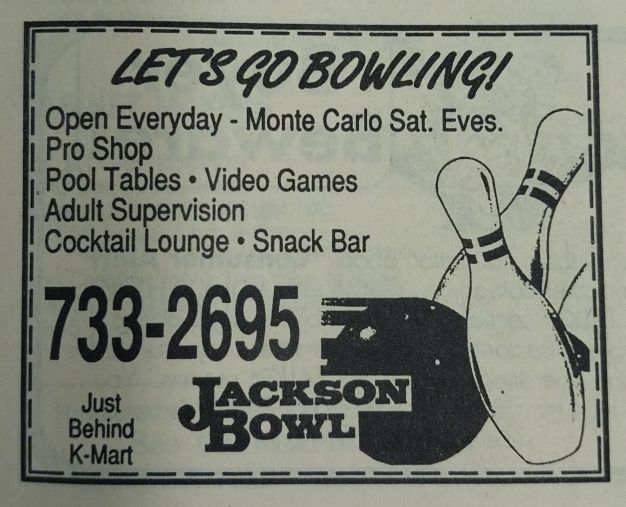 LET'S GO BOWLING!
Open Everyday - Monte Carlo Sat. Eves.
Pro Shop
Pool Tables • Video Games
Adult Supervision
Cocktail Lounge • Snack Bar
733-2695
JACKSON
BOWL
Just
Behind
K-Mart